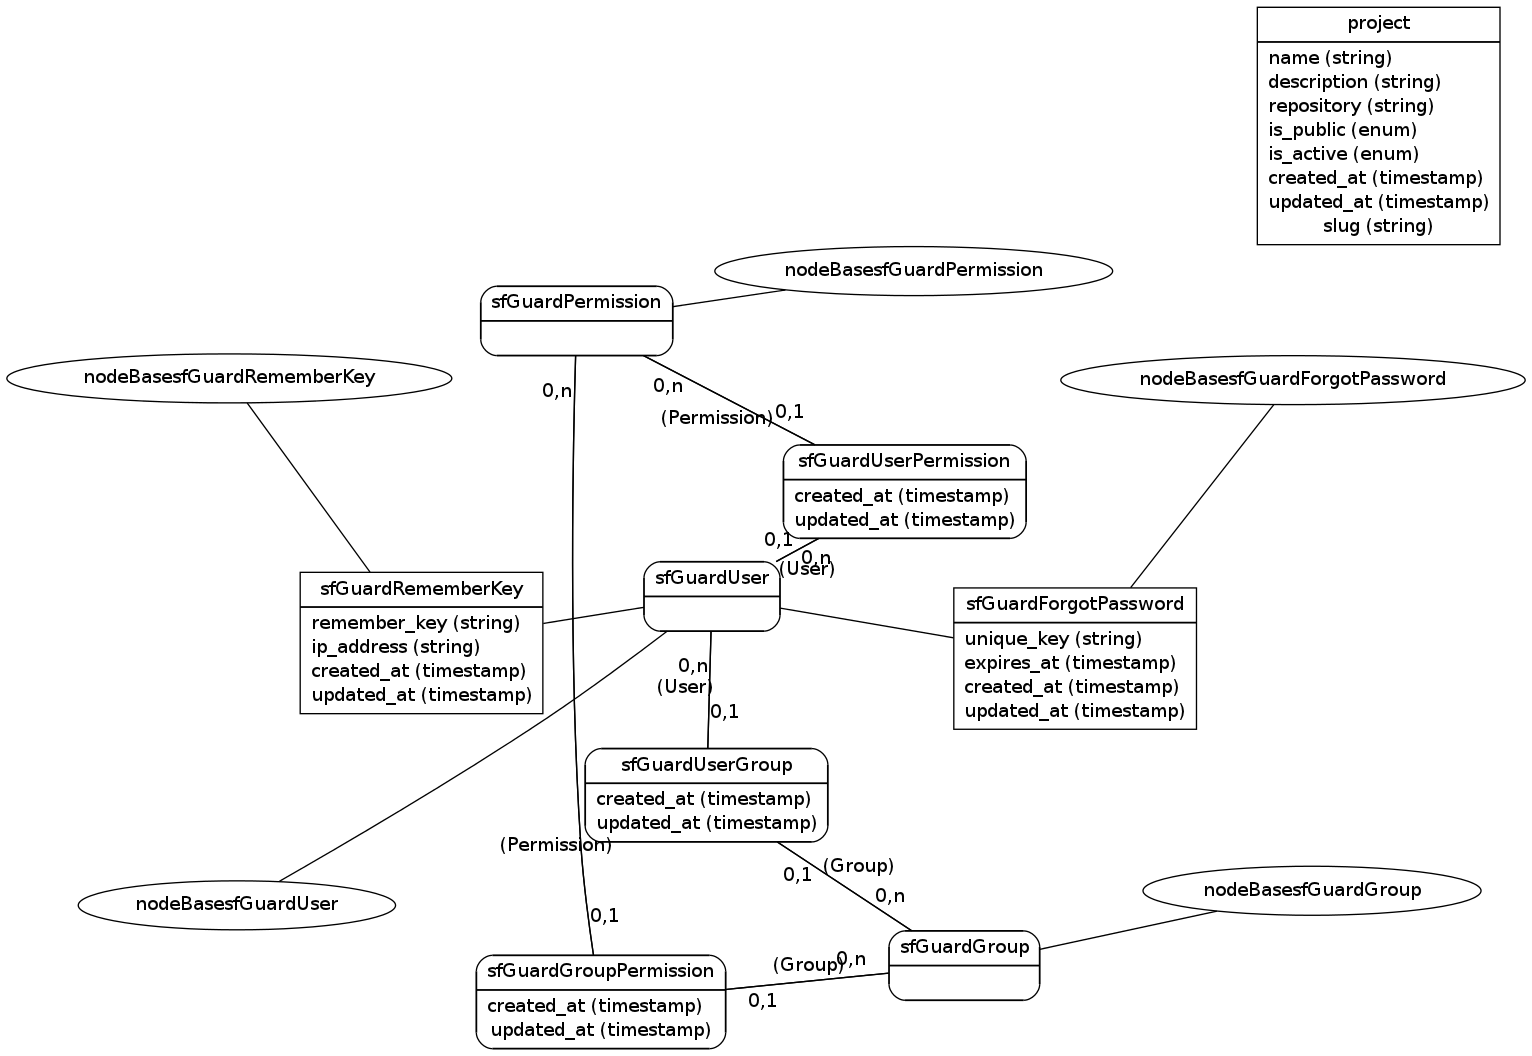 project
name (string)
description (string)
repository (string)
is_public (enum)
is_active (enum)
created_at (timestamp)
updated_at (timestamp)
slug (string)
nodeBasesfGuardPermission
sfGuardPermission
nodeBasesfGuardRememberKey
nodeBasesfGuardForgotPassword
0,n
0,n
(Permission)
0,1
sfGuardUserPermission
created_at (timestamp)
updated_at (timestamp)
0,1
0,n
(User)
sfGuardUser
sfGuardRememberKey
remember_key (string)
ip_address (string)
created_at (timestamp)
updated_at (timestamp)
sfGuardForgotPassword
unique_key (string)
expires_at (timestamp)
created_at (timestamp)
updated_at (timestamp)
0,n
(User)
0,1
sfGuardUserGroup
created_at (timestamp)
updated_at (timestamp)
(Permission)
0,1
(Group)
0,1
0,n
nodeBasesfGuardUser
nodeBasesfGuardGroup
sfGuardGroup
(Group)
0,n
0,1
sfGuardGroupPermission
created_at (timestamp)
updated_at (timestamp)